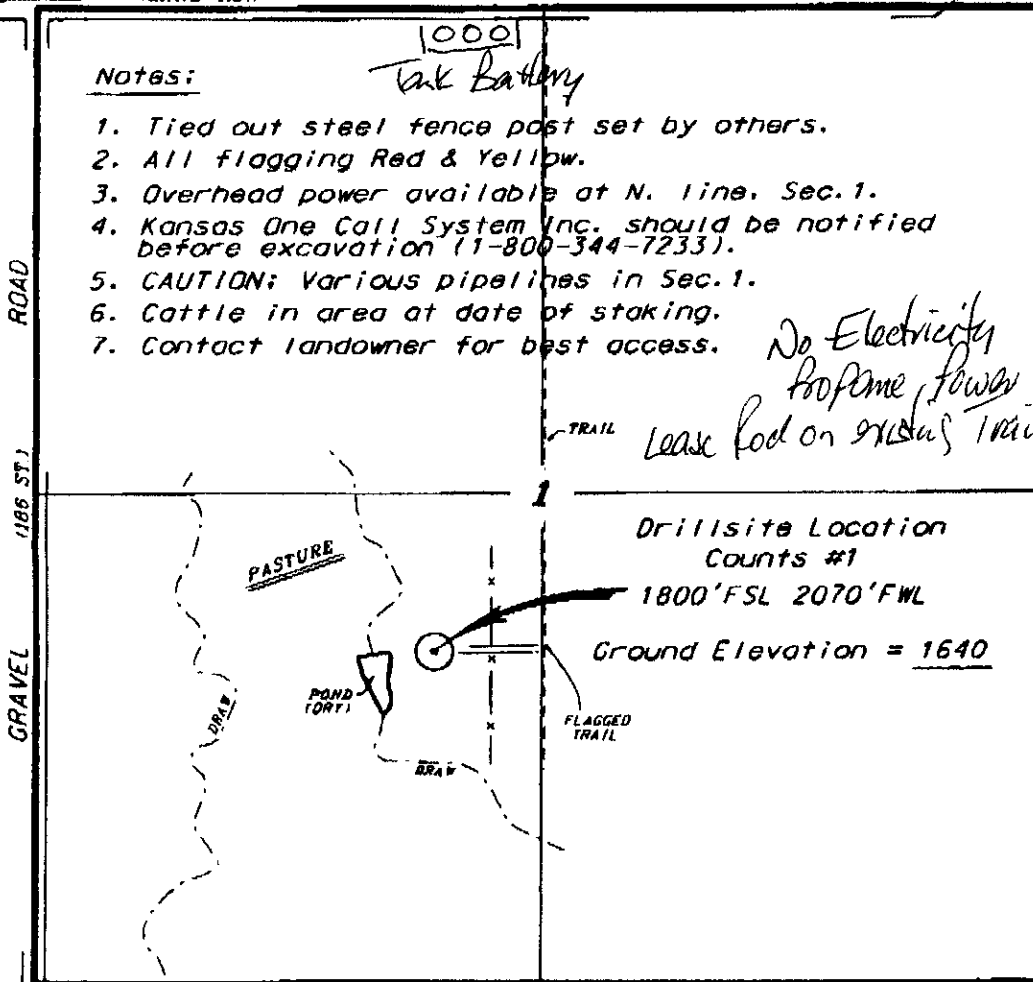 Tank Battery
Notes:
1. Tied out steel fence post set by others.
2. All flagging Red & Yellow.
3. Overhead power available at N. line, Sec. 1.
4. Kansas One Call System Inc. should be notified
before excavation (1-800-344-7233).
5. CAUTION: Various pipelines in Sec. 1.
6. Cattle in area at date of staking.
7. Contact landowner for best access.
No Electricity
Propane Power
Lease Rod on existing Trai
TRAIL
GRAVEL (186 ST.) ROAD
1
PASTURE
Drillsite Location
Counts #1
1800'FSL 2070'FWL
Ground Elevation = 1640
POND
(DRY)
DRAW
FLAGGED
TRAIL
DRAW